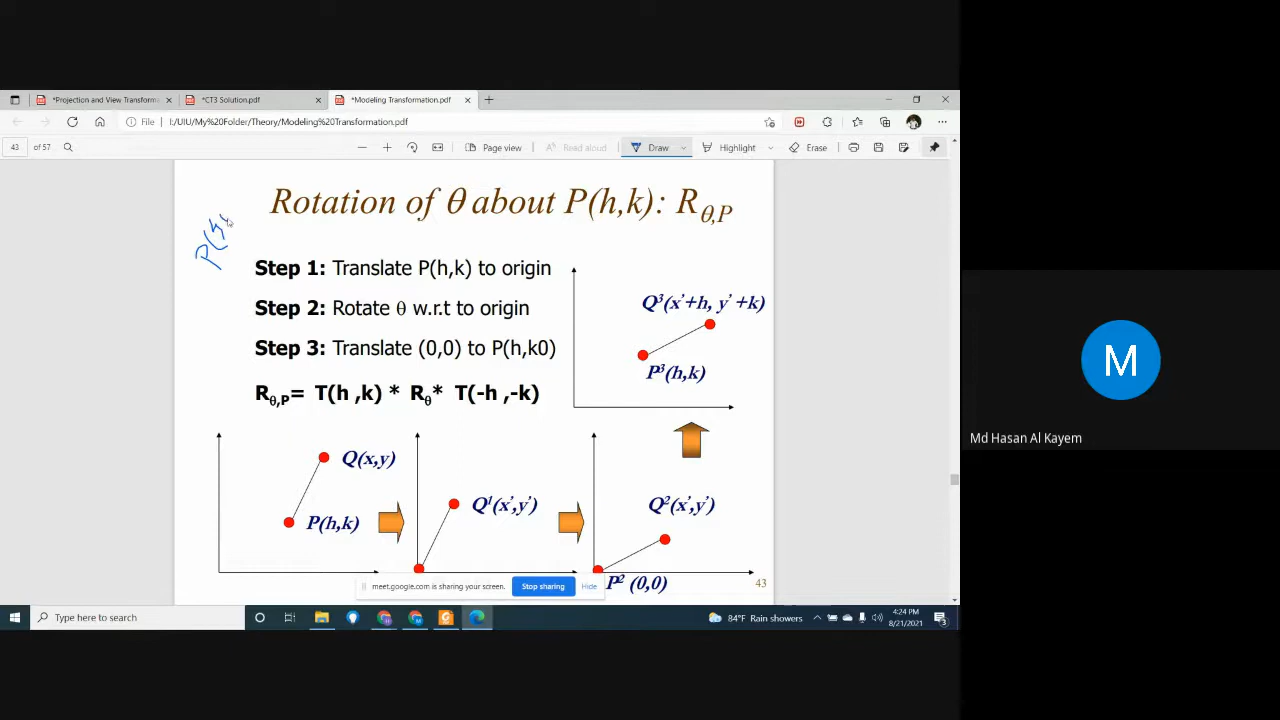 *Projection and View Transforma
*CT3 Solution.pdf
*Modeling Transformation.pdf
File
I:/UIU/My%20Folder/Theory/Modeling%20Transformation.pdf
43 of 57
Page view
Read aloud
Draw
Highlight
Erase
Rotation of θ about P(h,k): Rθ,P
P(h
Step 1: Translate P(h,k) to origin
Step 2: Rotate θ w.r.t to origin
Step 3: Translate (0,0) to P(h,k0)
Rθ,P= T(h ,k) * Rθ* T(-h ,-k)
Q³(x'+h, y'+k)
P³(h,k)
Q(x,y)
P(h,k)
Q¹(x',y')
Q²(x',y')
P² (0,0)
43
meet.google.com is sharing your screen.
Stop sharing
Hide
Type here to search
84°F Rain showers
4:24 PM
8/21/2021
3
M
Md Hasan Al Kayem